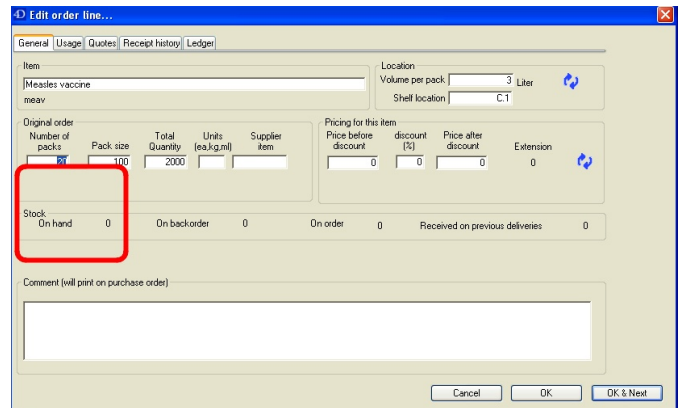 Edit order line...
General Usage Quotes Receipt history Ledger
Item
Measles vaccine
meav
Location
Volume per pack 3 Liter
Shelf location C.1
Original order
Number of packs Pack size Total Quantity Units (ea,kg,ml) Supplier item
20 100 2000
Pricing for this item
Price before discount discount (%) Price after discount Extension
0 0 0 0
Stock
On hand 0 On backorder 0 On order 0 Received on previous deliveries 0
Comment (will print on purchase order)
Cancel OK OK & Next